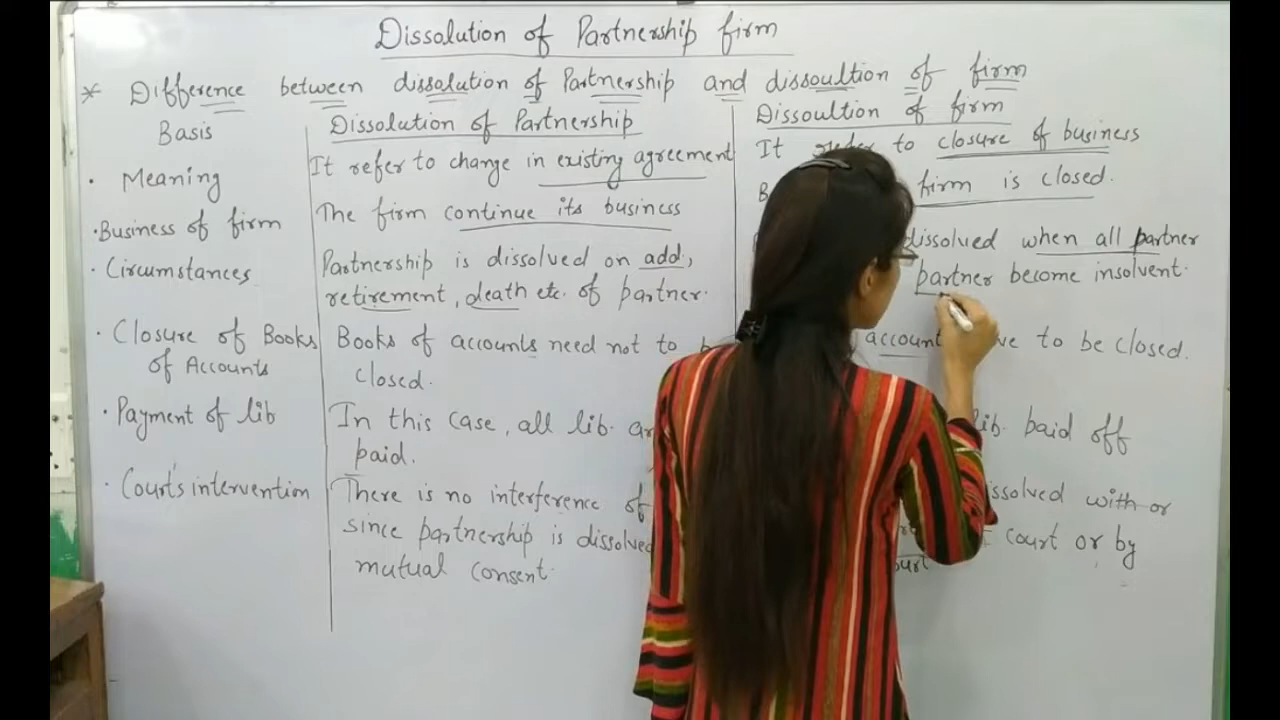 Dissolution of Partnership firm
* Difference between dissolution of Partnership and dissoultion of firm
Basis
Dissolution of Partnership
Dissoultion of firm
· Meaning
It refer to change in existing agreement
It refer to closure of business
firm is closed.
· Business of firm
The firm continue its business
· Circumstances
Partnership is dissolved on add,
retirement, death etc. of partner.
dissolved when all partner
partner become insolvent.
· Closure of Books
of Accounts
Books of accounts need not to
closed.
account to be closed.
· Payment of lib
In this case, all lib.
paid.
lib. paid off
· Court's intervention
There is no interference of
since partnership is dissolved
mutual consent.
with or
court or by